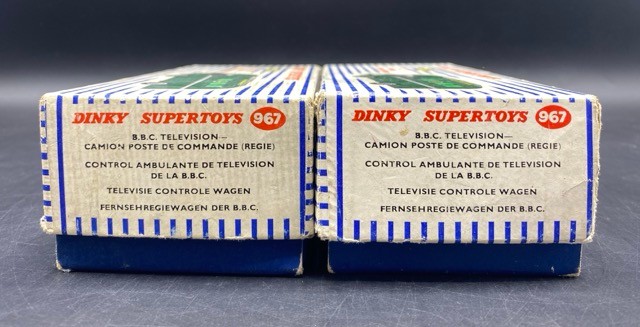 DINKY SUPERTOYS 967
B.B.C. TELEVISION—
CAMION POSTE DE COMMANDE (REGIE)
CONTROL AMBULANTE DE TELEVISION
DE LA B.B.C.
TELEVISIE CONTROLE WAGEN
FERNSEHREGIEWAGEN DER B.B.C.
DINKY SUPERTOYS 967
B.B.C. TELEVISION—
CAMION POSTE DE COMMANDE (REGIE)
CONTROL AMBULANTE DE TELEVISION
DE LA B.B.C.
TELEVISIE CONTROLE WAGEN
FERNSEHREGIEWAGEN DER B.B.C.